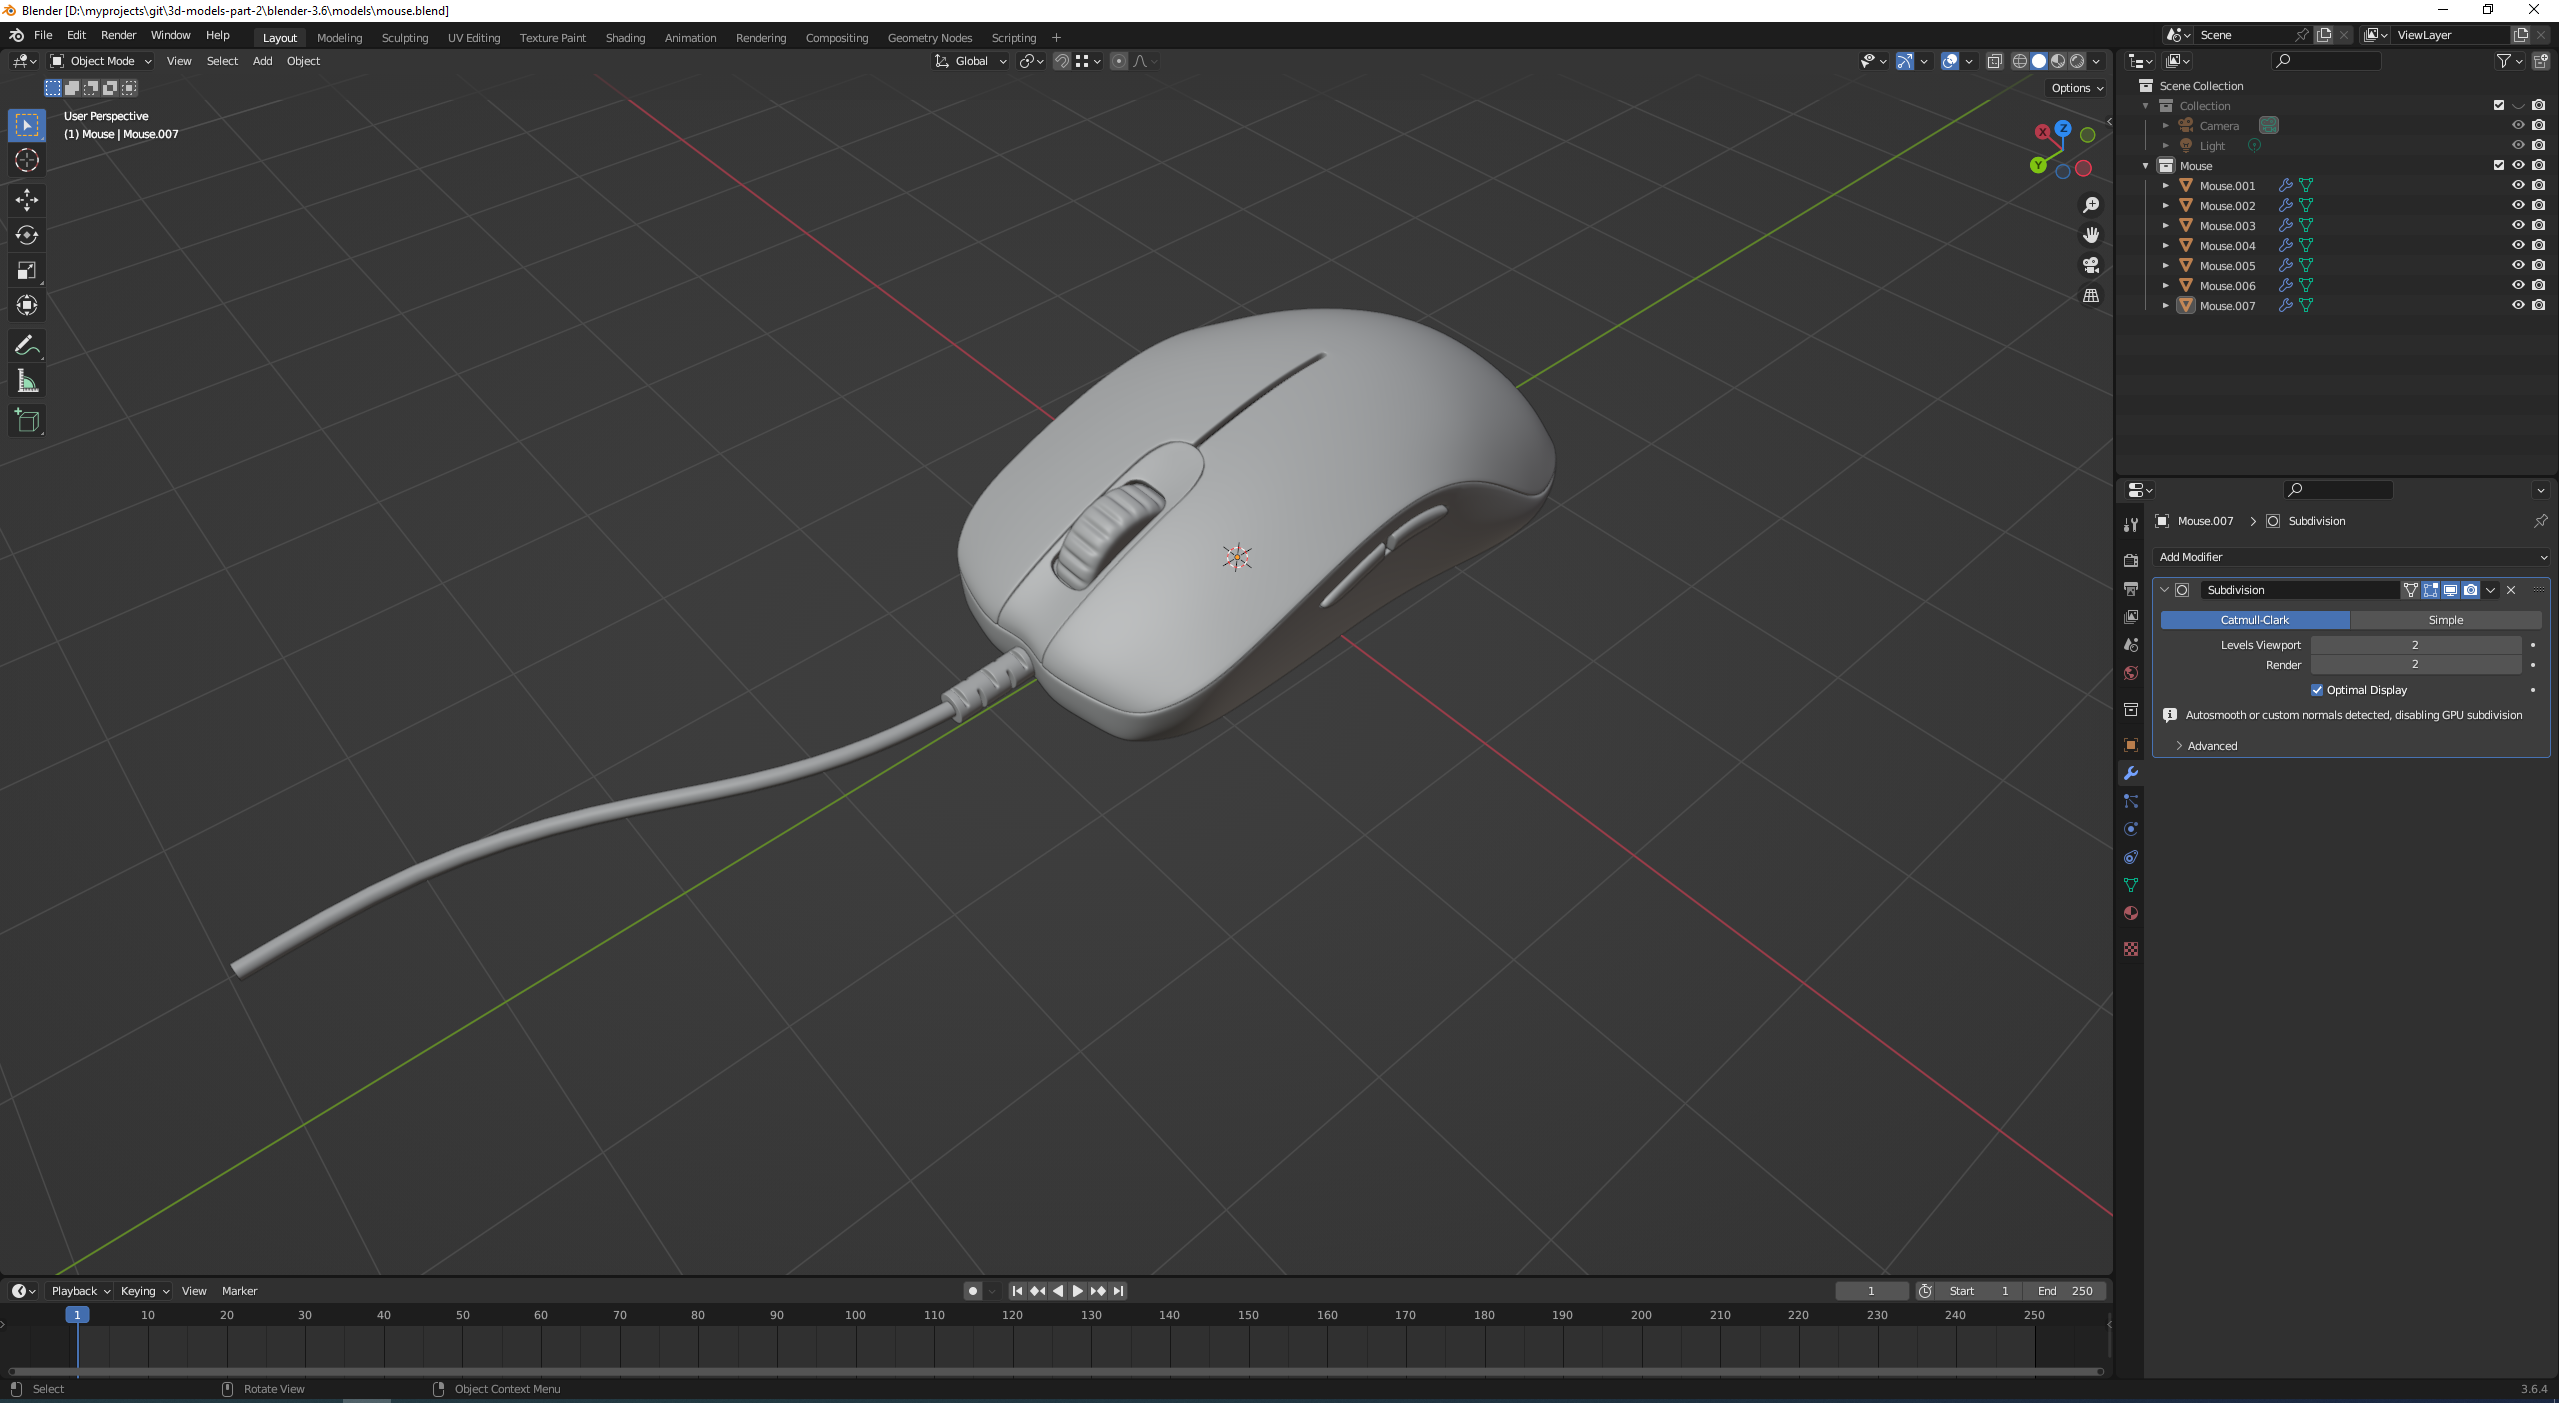 Blender [D:\myprojects\git\3d-models-part-2\blender-3.6\models\mouse.blend]
File Edit Render Window Help Layout Modeling Sculpting UV Editing Texture Paint Shading Animation Rendering Compositing Geometry Nodes Scripting + Scene ViewLayer
Object Mode View Select Add Object Global
Options
User Perspective
(1) Mouse | Mouse.007
X Z
Y
Scene Collection
Collection
Camera
Light
Mouse
Mouse.001
Mouse.002
Mouse.003
Mouse.004
Mouse.005
Mouse.006
Mouse.007
Mouse.007 > Subdivision
Add Modifier
Subdivision
Catmull-Clark Simple
Levels Viewport 2
Render 2
Optimal Display
Autosmooth or custom normals detected, disabling GPU subdivision
Advanced
Playback Keying View Marker 1 Start 1 End 250
1 10 20 30 40 50 60 70 80 90 100 110 120 130 140 150 160 170 180 190 200 210 220 230 240 250
Select Rotate View Object Context Menu 3.6.4